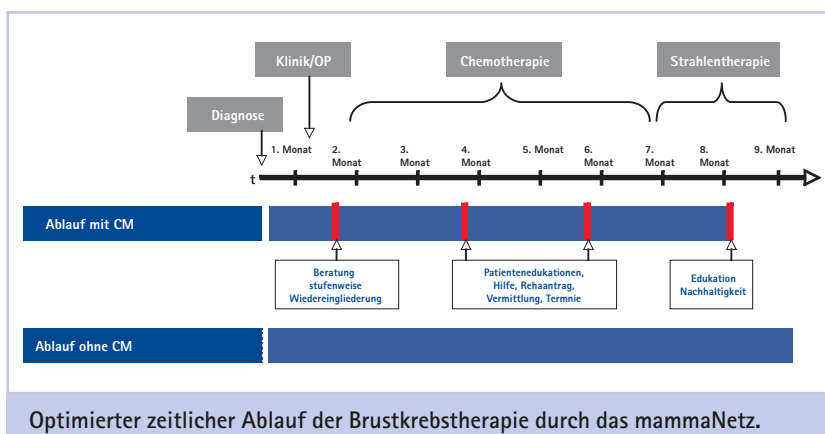 Klinik/OP
Chemotherapie
Strahlentherapie
Diagnose
1. Monat
2.
Monat
3.
Monat
4.
Monat
5. Monat
6.
Monat
7.
Monat
8.
Monat
9. Monat
t
Ablauf mit CM
Beratung
stufenweise
Wiedereingliederung
Patientenedukationen,
Hilfe, Rehaantrag,
Vermittlung, Termnie
Edukation
Nachhaltigkeit
Ablauf ohne CM
Optimierter zeitlicher Ablauf der Brustkrebstherapie durch das mammaNetz.